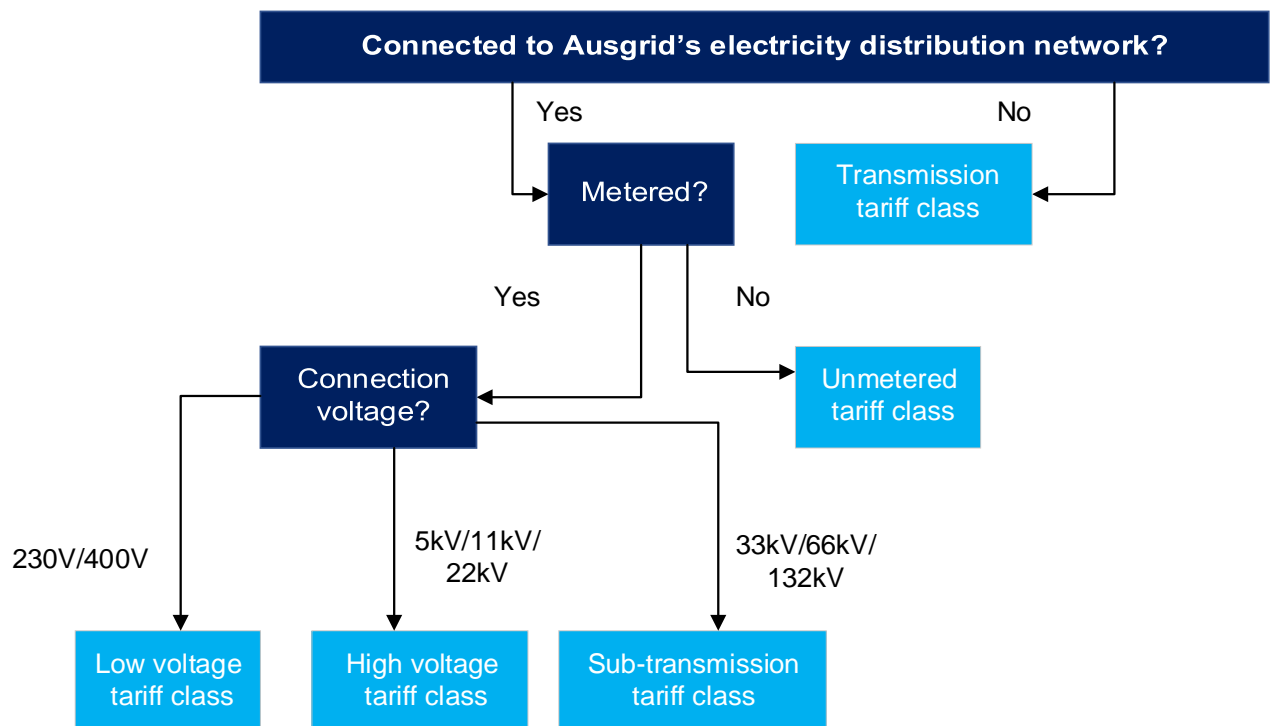 Connected to Ausgrid's electricity distribution network?
Yes
No
Metered?
Transmission
tariff class
Yes
No
Connection
voltage?
Unmetered
tariff class
230V/400V
5kV/11kV/
22kV
33kV/66kV/
132kV
Low voltage
tariff class
High voltage
tariff class
Sub-transmission
tariff class